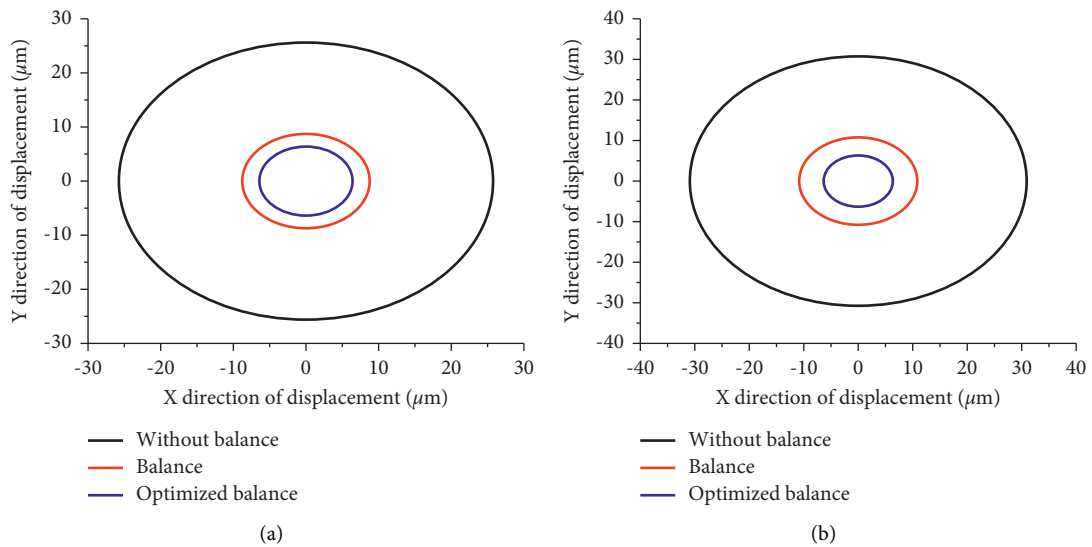 30
20
10
0
-10
-20
-30
Y direction of displacement (μm)
-30 -20 -10 0 10 20 30
X direction of displacement (μm)
Without balance
Balance
Optimized balance
(a)
40
30
20
10
0
-10
-20
-30
-40
Y direction of displacement (μm)
-40 -30 -20 -10 0 10 20 30 40
X direction of displacement (μm)
Without balance
Balance
Optimized balance
(b)